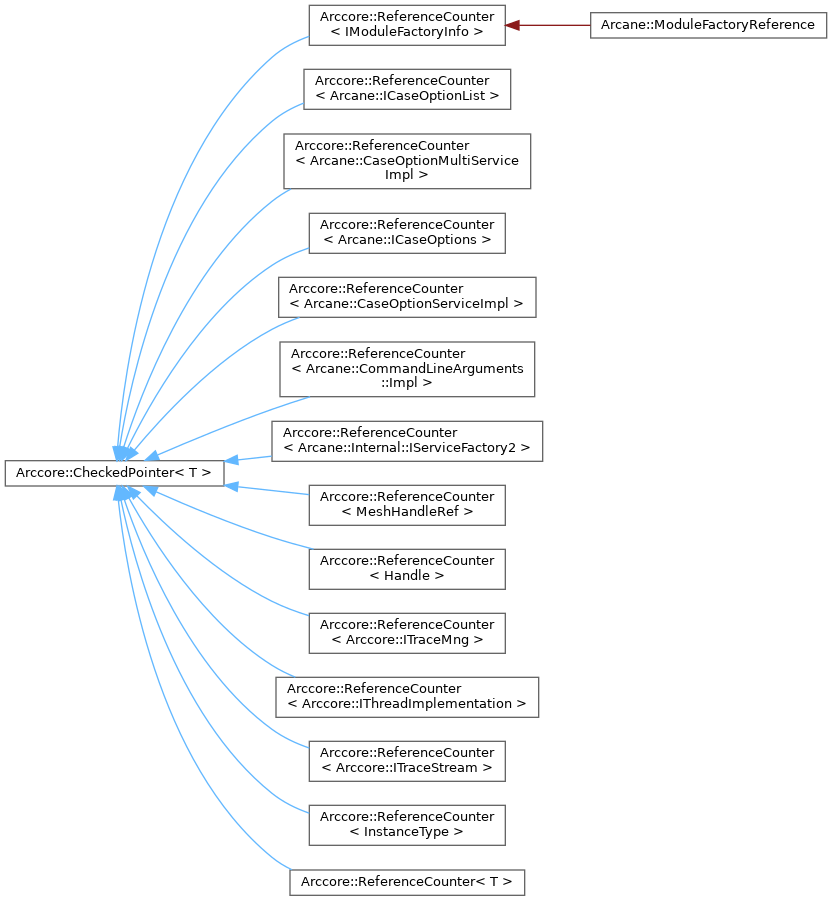 Arccore::ReferenceCounter
< IModuleFactoryInfo >
Arcane::ModuleFactoryReference
Arccore::ReferenceCounter
< Arcane::ICaseOptionList >
Arccore::ReferenceCounter
< Arcane::CaseOptionMultiService
Impl >
Arccore::ReferenceCounter
< Arcane::ICaseOptions >
Arccore::ReferenceCounter
< Arcane::CaseOptionServiceImpl >
Arccore::ReferenceCounter
< Arcane::CommandLineArguments
::Impl >
Arccore::ReferenceCounter
< Arcane::Internal::IServiceFactory2 >
Arccore::CheckedPointer< T >
Arccore::ReferenceCounter
< MeshHandleRef >
Arccore::ReferenceCounter
< Handle >
Arccore::ReferenceCounter
< Arccore::ITraceMng >
Arccore::ReferenceCounter
< Arccore::IThreadImplementation >
Arccore::ReferenceCounter
< Arccore::ITraceStream >
Arccore::ReferenceCounter
< InstanceType >
Arccore::ReferenceCounter< T >